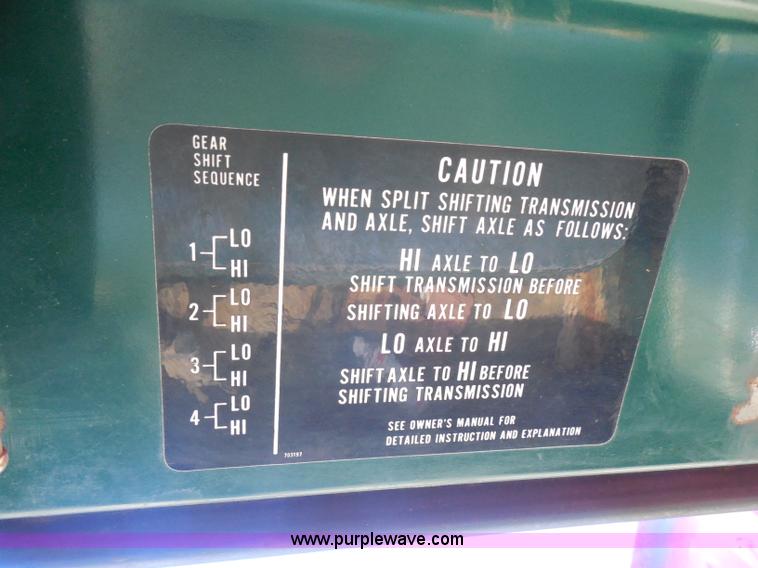 GEAR
SHIFT
SEQUENCE
1 LO
HI
2 LO
HI
3 LO
HI
4 LO
HI
CAUTION
WHEN SPLIT SHIFTING TRANSMISSION
AND AXLE, SHIFT AXLE AS FOLLOWS:
HI AXLE TO LO
SHIFT TRANSMISSION BEFORE
SHIFTING AXLE TO LO
LO AXLE TO HI
SHIFT AXLE TO HI BEFORE
SHIFTING TRANSMISSION
SEE OWNER'S MANUAL FOR
DETAILED INSTRUCTION AND EXPLANATION
703197
www.purplewave.com